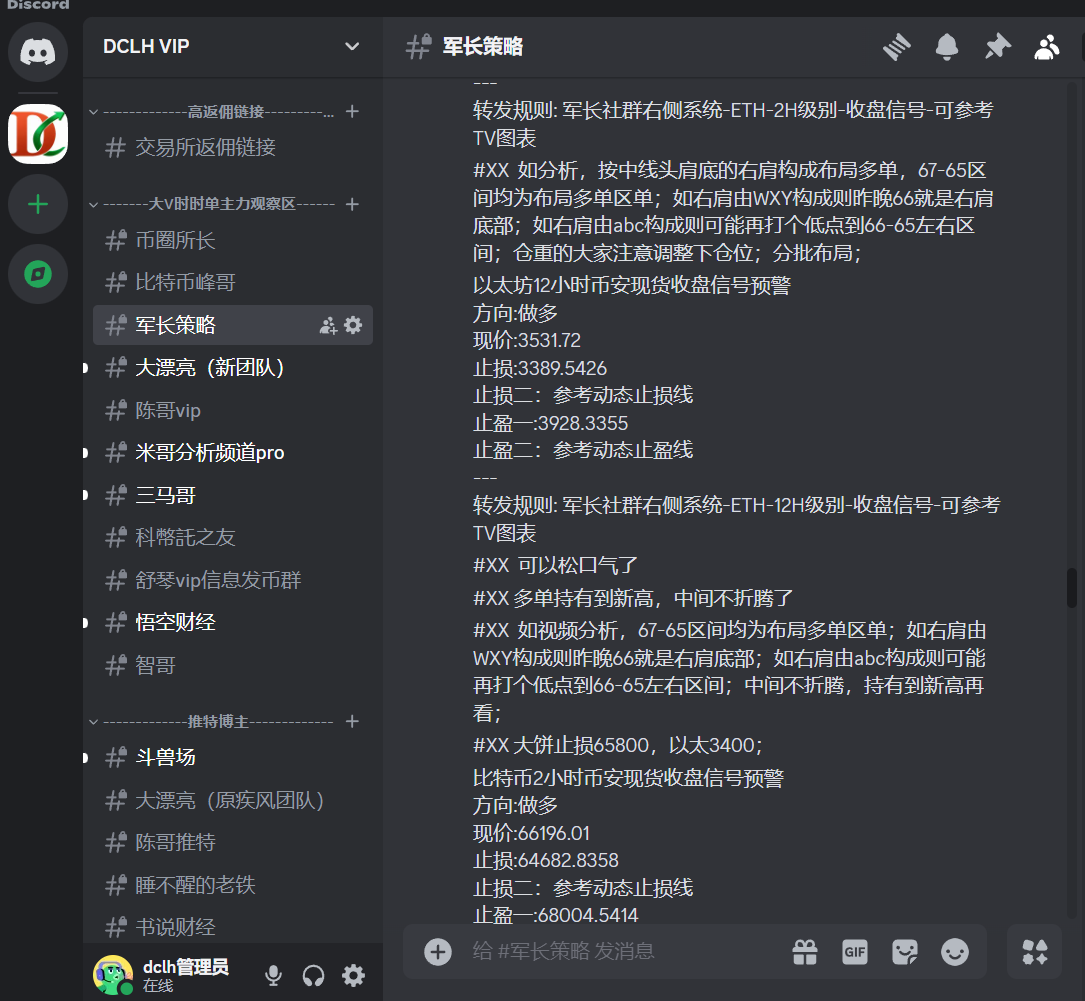 Discord
DCLH VIP
-------------高返佣链接---------...
交易所返佣链接
-------大V时时单主力观察区------
币圈所长
比特币峰哥
军长策略
大漂亮（新团队）
陈哥vip
米哥分析频道pro
三马哥
科幣託之友
舒琴vip信息发币群
悟空财经
智哥
-------------推特博主-------------
斗兽场
大漂亮（原疾风团队）
陈哥推特
睡不醒的老铁
书说财经
dclh管理员
在线
军长策略
---
转发规则: 军长社群右侧系统-ETH-2H级别-收盘信号-可参考
TV图表
#XX 如分析，按中线头肩底的右肩构成布局多单，67-65区
间均为布局多单区单；如右肩由WXY构成则昨晚66就是右肩
底部；如右肩由abc构成则可能再打个低点到66-65左右区
间；仓重的大家注意调整下仓位；分批布局；
以太坊12小时币安现货收盘信号预警
方向:做多
现价:3531.72
止损:3389.5426
止损二：参考动态止损线
止盈一:3928.3355
止盈二：参考动态止盈线
---
转发规则: 军长社群右侧系统-ETH-12H级别-收盘信号-可参考
TV图表
#XX 可以松口气了
#XX 多单持有到新高，中间不折腾了
#XX 如视频分析，67-65区间均为布局多单区单；如右肩由
WXY构成则昨晚66就是右肩底部；如右肩由abc构成则可能
再打个低点到66-65左右区间；中间不折腾，持有到新高再
看；
#XX 大饼止损65800，以太3400；
比特币2小时币安现货收盘信号预警
方向:做多
现价:66196.01
止损:64682.8358
止损二：参考动态止损线
止盈一:68004.5414
给 #军长策略 发消息
GIF